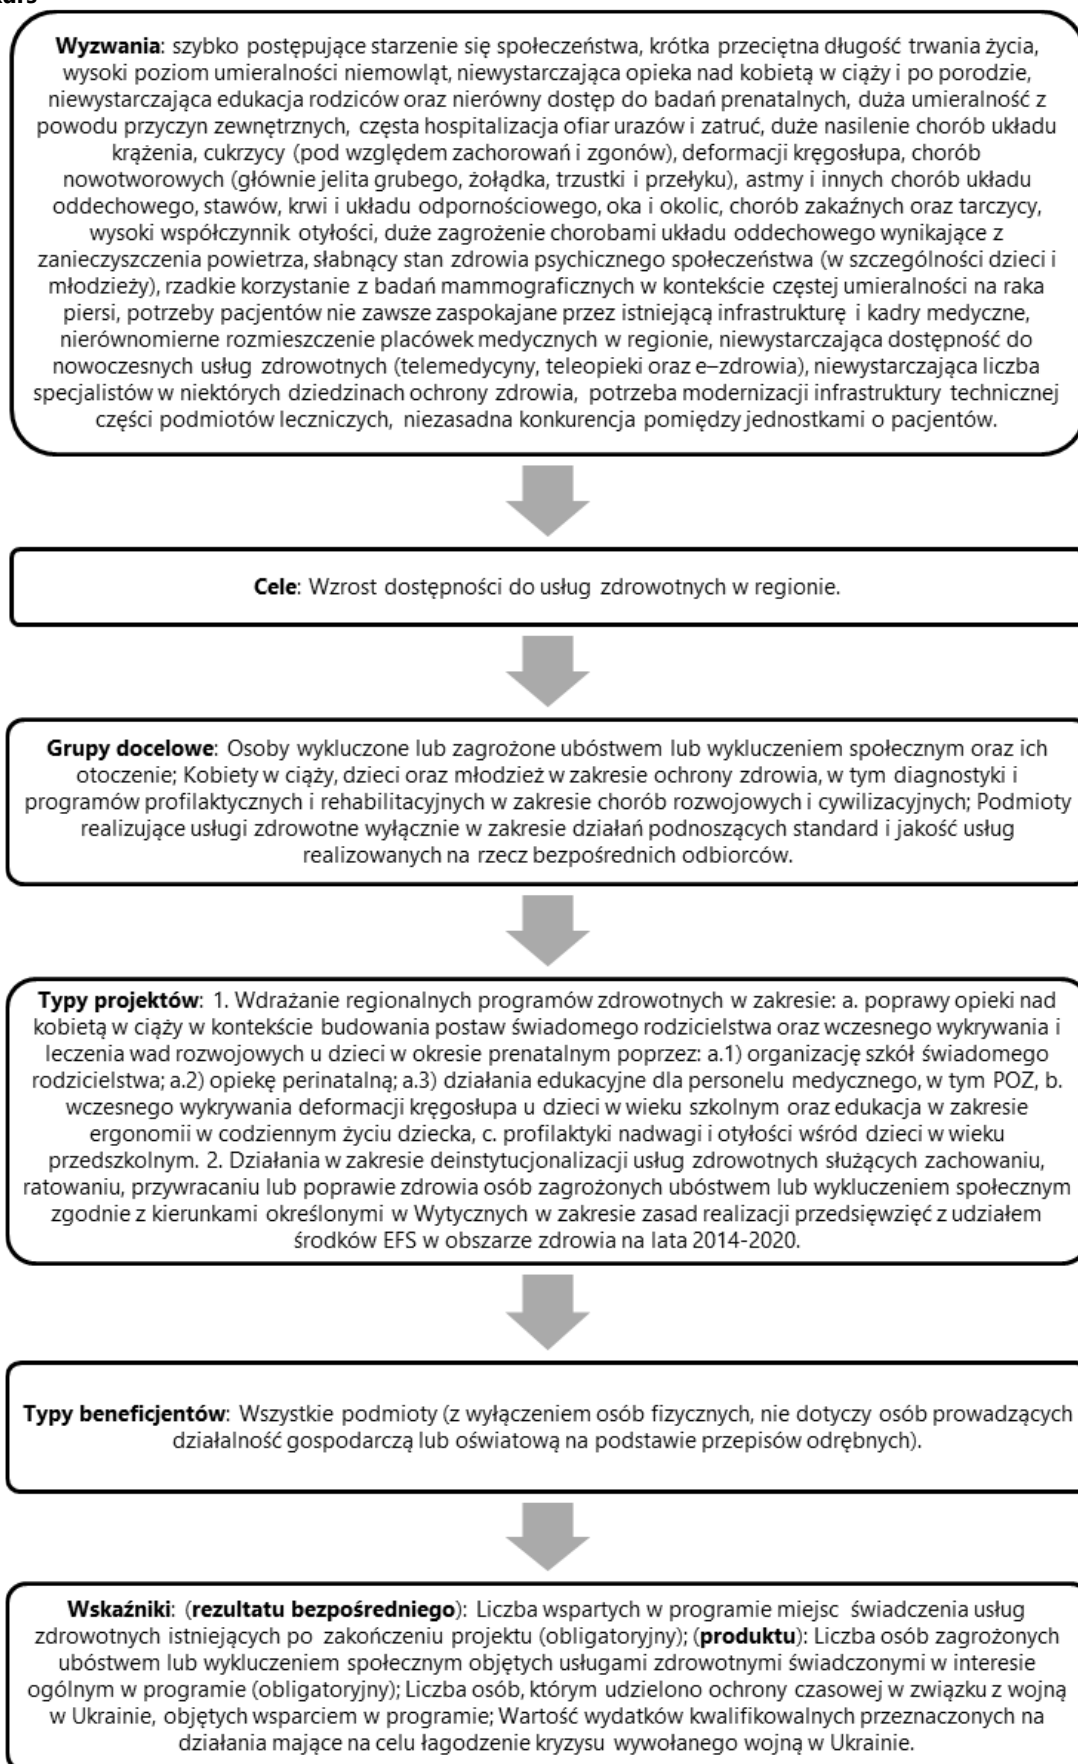 Wyzwania: szybko postępujące starzenie się społeczeństwa, krótka przeciętna długość trwania życia,
wysoki poziom umieralności niemowląt, niewystarczająca opieka nad kobietą w ciąży i po porodzie,
niewystarczająca edukacja rodziców oraz nierówny dostęp do badań prenatalnych, duża umieralność z
powodu przyczyn zewnętrznych, częsta hospitalizacja ofiar urazów i zatruć, duże nasilenie chorób układu
krążenia, cukrzycy (pod względem zachorowań i zgonów), deformacji kręgosłupa, chorób
nowotworowych (głównie jelita grubego, żołądka, trzustki i przełyku), astmy i innych chorób układu
oddechowego, stawów, krwi i układu odpornościowego, oka i okolic, chorób zakaźnych oraz tarczycy,
wysoki współczynnik otyłości, duże zagrożenie chorobami układu oddechowego wynikające z
zanieczyszczenia powietrza, słabnący stan zdrowia psychicznego społeczeństwa (w szczególności dzieci i
młodzieży), rzadkie korzystanie z badań mammograficznych w kontekście częstej umieralności na raka
piersi, potrzeby pacjentów nie zawsze zaspokajane przez istniejącą infrastrukturę i kadry medyczne,
nierównomierne rozmieszczenie placówek medycznych w regionie, niewystarczająca dostępność do
nowoczesnych usług zdrowotnych (telemedycyny, teleopieki oraz e–zdrowia), niewystarczająca liczba
specjalistów w niektórych dziedzinach ochrony zdrowia, potrzeba modernizacji infrastruktury technicznej
części podmiotów leczniczych, niezasadna konkurencja pomiędzy jednostkami o pacjentów.
Cele: Wzrost dostępności do usług zdrowotnych w regionie.
Grupy docelowe: Osoby wykluczone lub zagrożone ubóstwem lub wykluczeniem społecznym oraz ich
otoczenie; Kobiety w ciąży, dzieci oraz młodzież w zakresie ochrony zdrowia, w tym diagnostyki i
programów profilaktycznych i rehabilitacyjnych w zakresie chorób rozwojowych i cywilizacyjnych; Podmioty
realizujące usługi zdrowotne wyłącznie w zakresie działań podnoszących standard i jakość usług
realizowanych na rzecz bezpośrednich odbiorców.
Typy projektów: 1. Wdrażanie regionalnych programów zdrowotnych w zakresie: a. poprawy opieki nad
kobietą w ciąży w kontekście budowania postaw świadomego rodzicielstwa oraz wczesnego wykrywania i
leczenia wad rozwojowych u dzieci w okresie prenatalnym poprzez: a.1) organizację szkół świadomego
rodzicielstwa; a.2) opiekę perinatalną; a.3) działania edukacyjne dla personelu medycznego, w tym POZ, b.
wczesnego wykrywania deformacji kręgosłupa u dzieci w wieku szkolnym oraz edukacja w zakresie
ergonomii w codziennym życiu dziecka, c. profilaktyki nadwagi i otyłości wśród dzieci w wieku
przedszkolnym. 2. Działania w zakresie deinstytucjonalizacji usług zdrowotnych służących zachowaniu,
ratowaniu, przywracaniu lub poprawie zdrowia osób zagrożonych ubóstwem lub wykluczeniem społecznym
zgodnie z kierunkami określonymi w Wytycznych w zakresie zasad realizacji przedsięwzięć z udziałem
środków EFS w obszarze zdrowia na lata 2014-2020.
Typy beneficjentów: Wszystkie podmioty (z wyłączeniem osób fizycznych, nie dotyczy osób prowadzących
działalność gospodarczą lub oświatową na podstawie przepisów odrębnych).
Wskaźniki: (rezultatu bezpośredniego): Liczba wspartych w programie miejsc świadczenia usług
zdrowotnych istniejących po zakończeniu projektu (obligatoryjny); (produktu): Liczba osób zagrożonych
ubóstwem lub wykluczeniem społecznym objętych usługami zdrowotnymi świadczonymi w interesie
ogólnym w programie (obligatoryjny); Liczba osób, którym udzielono ochrony czasowej w związku z wojną
w Ukrainie, objętych wsparciem w programie; Wartość wydatków kwalifikowalnych przeznaczonych na
działania mające na celu łagodzenie kryzysu wywołanego wojną w Ukrainie.